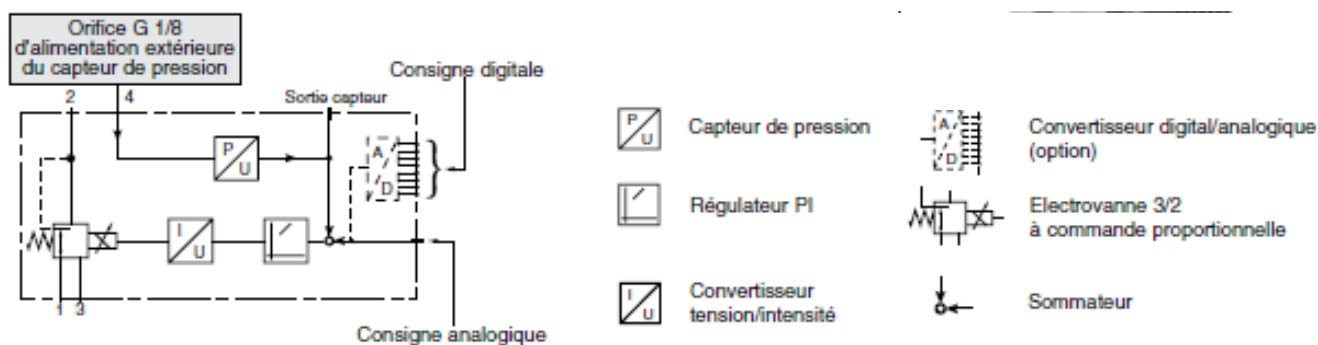 Orifice G 1/8
d'alimentation extérieure
du capteur de pression
Consigne digitale
2
4
Sortie capteur
P
U
A
D
I
U
1
3
Consigne analogique
P
U
Capteur de pression
A
D
Convertisseur digital/analogique
(option)
Régulateur PI
Electrovanne 3/2
à commande proportionnelle
I
U
Convertisseur
tension/intensité
Sommateur